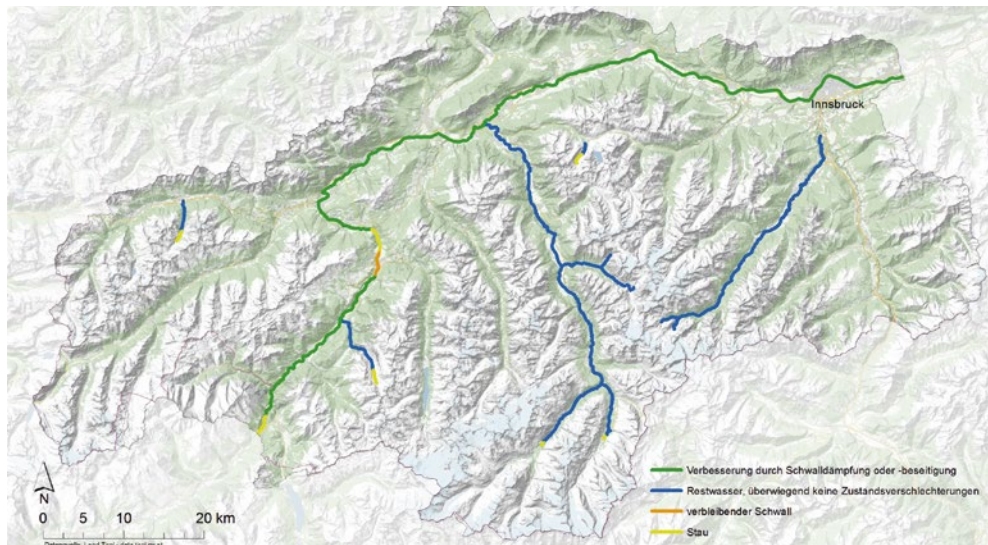 Innsbruck
Verbesserung durch Schwalldämpfung oder -beseitigung
Restwasser, überwiegend keine Zustandsverschlechterungen
verbleibender Schwall
Stau
N
0 5 10 20 km